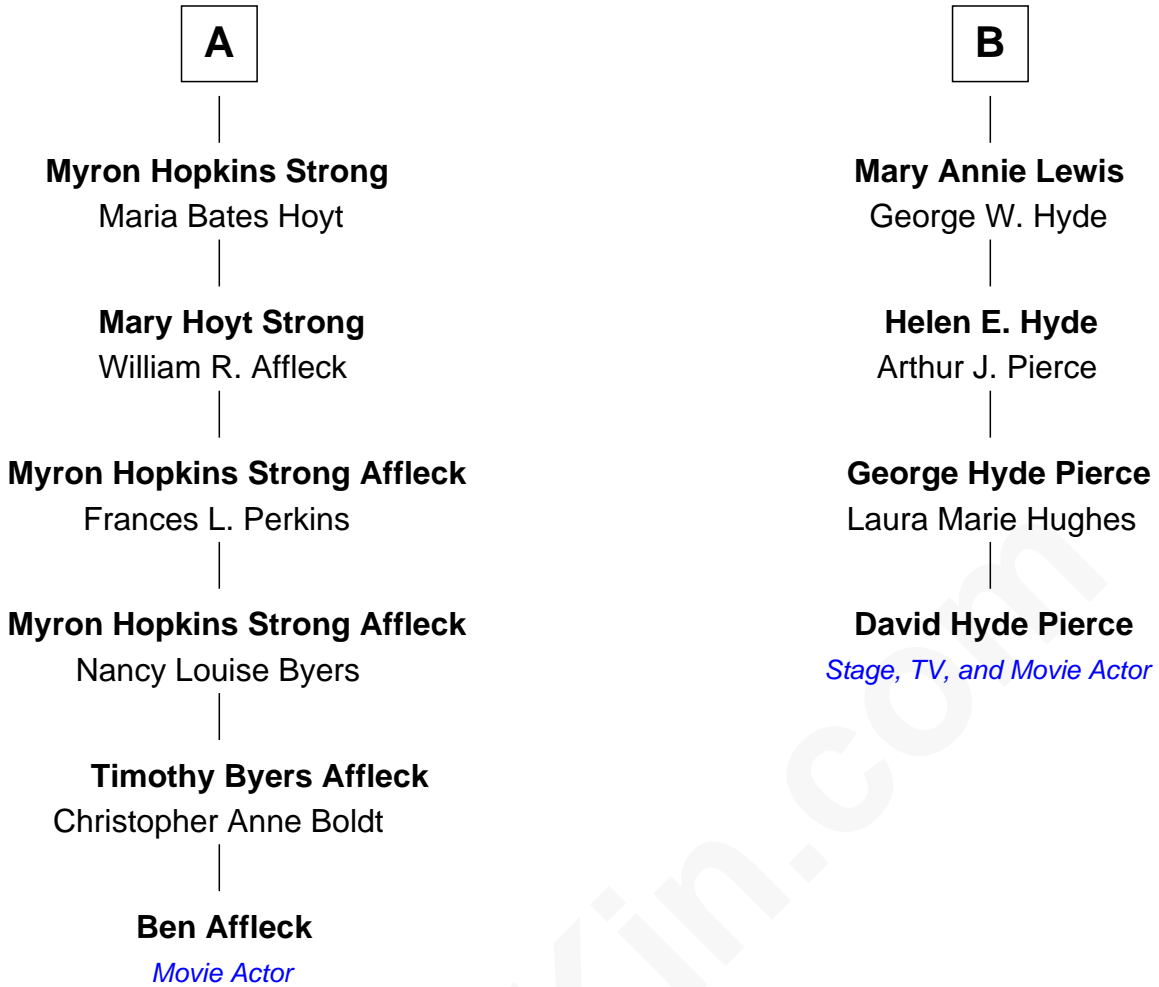 A
Myron Hopkins Strong
Maria Bates Hoyt
Mary Hoyt Strong
William R. Affleck
Myron Hopkins Strong Affleck
Frances L. Perkins
Myron Hopkins Strong Affleck
Nancy Louise Byers
Timothy Byers Affleck
Christopher Anne Boldt
Ben Affleck
Movie Actor
B
Mary Annie Lewis
George W. Hyde
Helen E. Hyde
Arthur J. Pierce
George Hyde Pierce
Laura Marie Hughes
David Hyde Pierce
Stage, TV, and Movie Actor
Kin.com